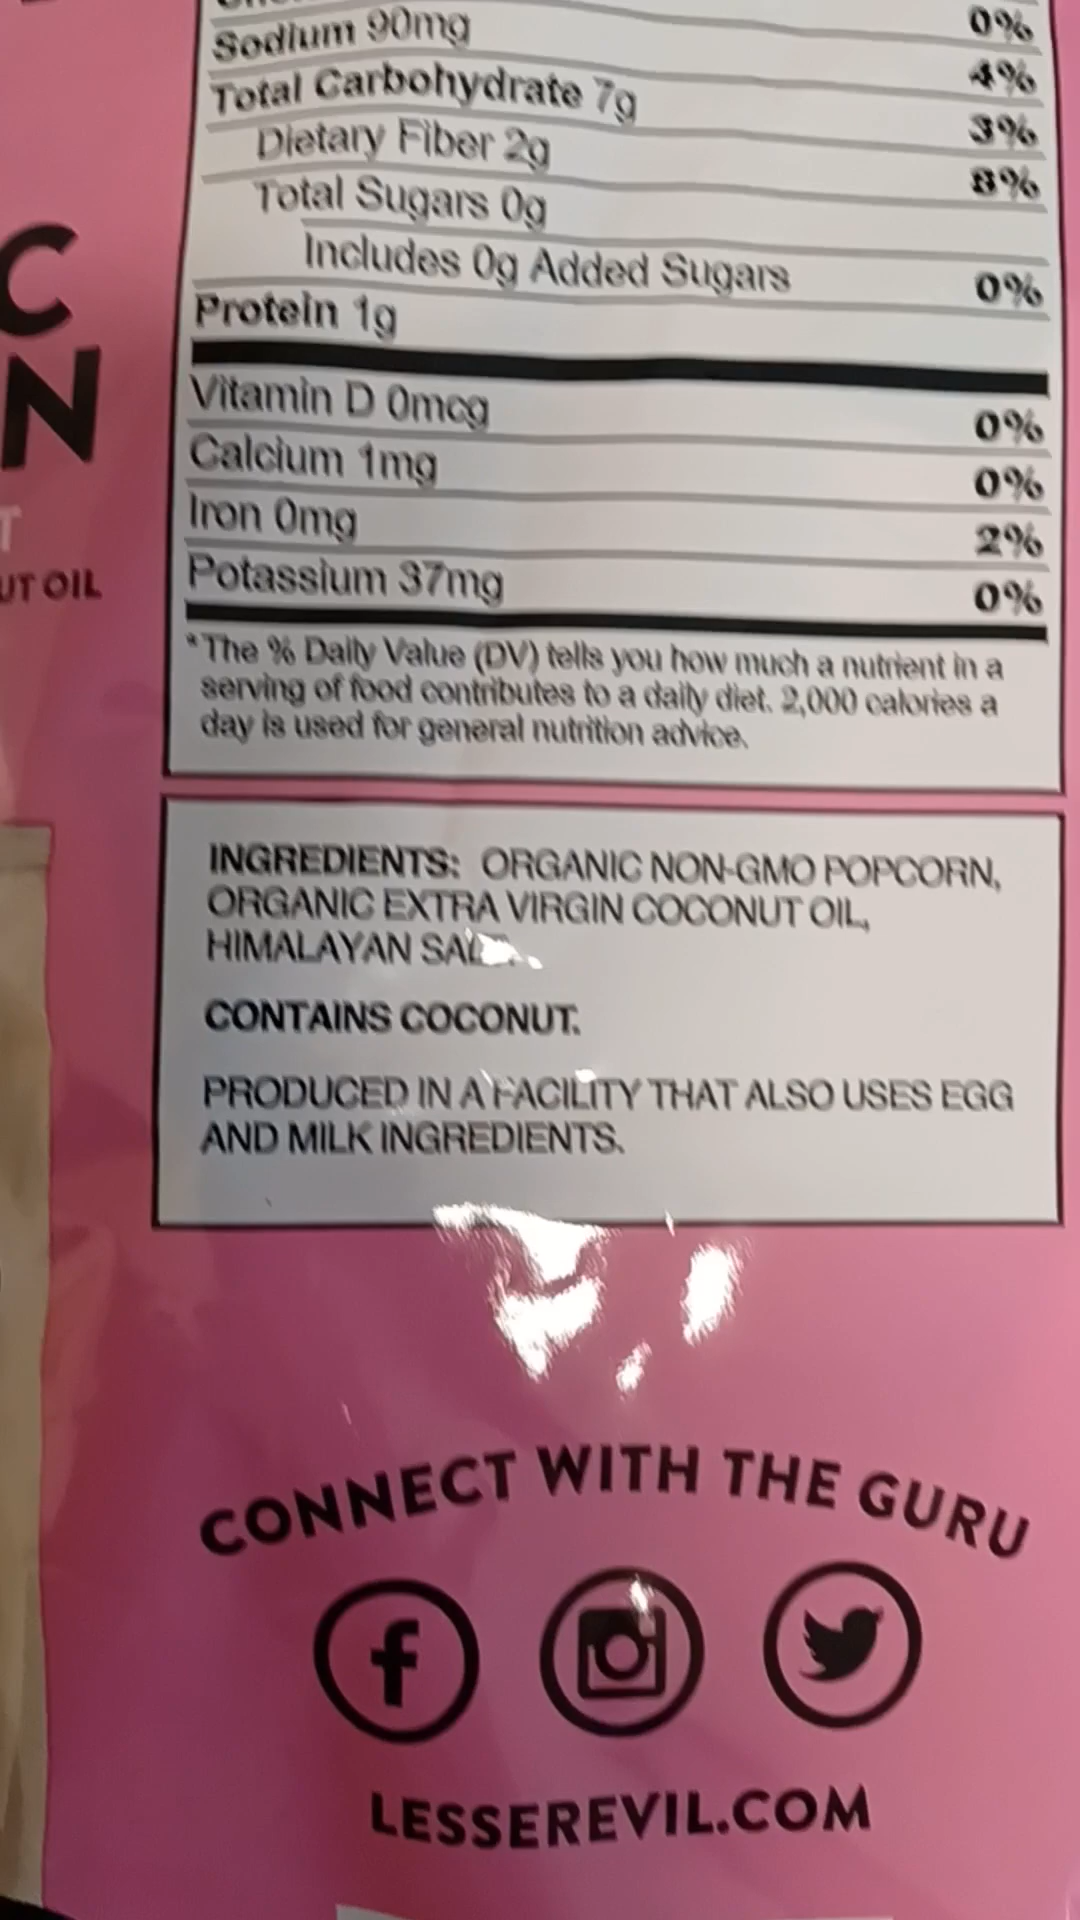 0%
Sodium 90mg 4%
Total Carbohydrate 7g 3%
Dietary Fiber 2g 8%
Total Sugars 0g
Includes 0g Added Sugars 0%
Protein 1g
Vitamin D 0mcg 0%
Calcium 1mg 0%
Iron 0mg 2%
Potassium 37mg 0%
*The % Daily Value (DV) tells you how much a nutrient in a
serving of food contributes to a daily diet. 2,000 calories a
day is used for general nutrition advice.
C
N
T
UT OIL
INGREDIENTS: ORGANIC NON-GMO POPCORN,
ORGANIC EXTRA VIRGIN COCONUT OIL,
HIMALAYAN SALT.
CONTAINS COCONUT.
PRODUCED IN A FACILITY THAT ALSO USES EGG
AND MILK INGREDIENTS.
CONNECT WITH THE GURU
LESSEREVIL.COM